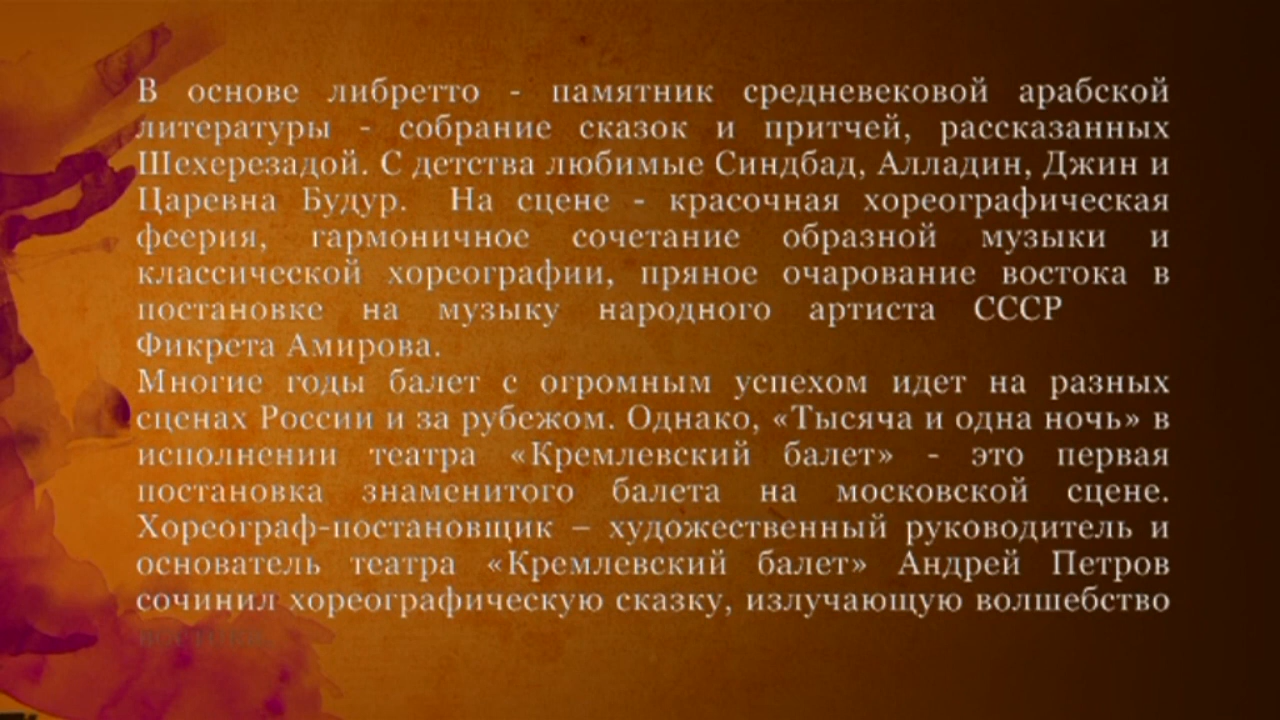 В основе либретто - памятник средневековой арабской
литературы - собрание сказок и притчей, рассказанных
Шехерезадой. С детства любимые Синдбад, Алладин, Джин и
Царевна Будур. На сцене - красочная хореографическая
феерия, гармоничное сочетание образной музыки и
классической хореографии, пряное очарование востока в
постановке на музыку народного артиста СССР
Фикрета Амирова.
Многие годы балет с огромным успехом идет на разных
сценах России и за рубежом. Однако, «Тысяча и одна ночь» в
исполнении театра «Кремлевский балет» - это первая
постановка знаменитого балета на московской сцене.
Хореограф-постановщик – художественный руководитель и
основатель театра «Кремлевский балет» Андрей Петров
сочинил хореографическую сказку, излучающую волшебство